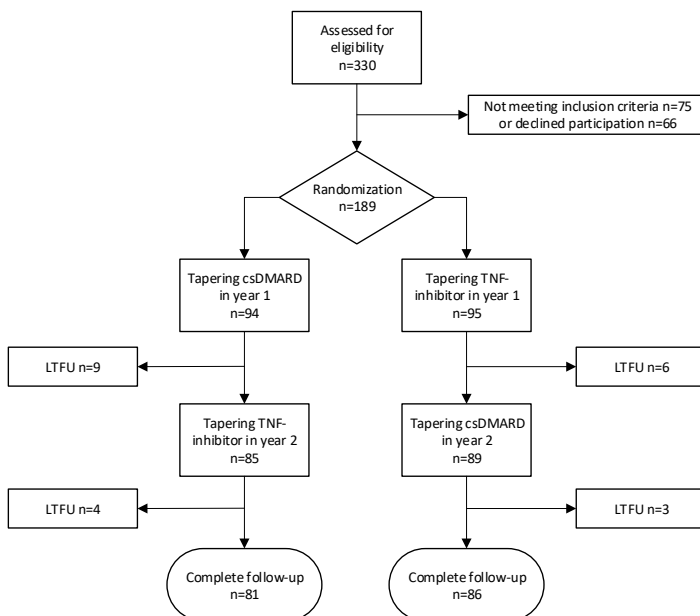 Assessed for
eligibility
n=330
Not meeting inclusion criteria n=75
or declined participation n=66
Randomization
n=189
Tapering csDMARD
in year 1
n=94
Tapering TNF-
inhibitor in year 1
n=95
LTFU n=9
LTFU n=6
Tapering TNF-
inhibitor in year 2
n=85
Tapering csDMARD
in year 2
n=89
LTFU n=4
LTFU n=3
Complete follow-up
n=81
Complete follow-up
n=86